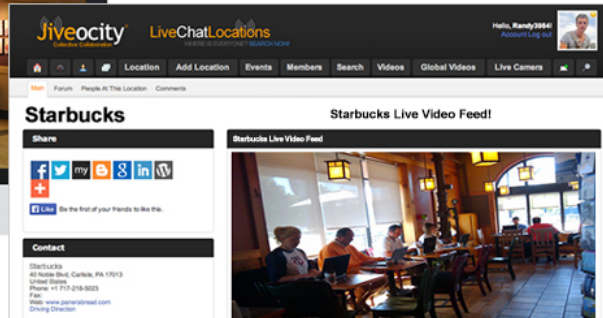 Jiveocity
Collective Collaboration
LiveChatLocations
WHERE IS EVERYONE? SEARCH NOW!
Hello, Randy3984!
Account Log out
Location Add Location Events Members Search Videos Global Videos Live Camera
Main Forum People At This Location Comments
Starbucks
Starbucks Live Video Feed!
Share
Starbucks Live Video Feed
f my B 8 in W
Like Be the first of your friends to like this.
Contact
Starbucks
40 Noble Blvd, Carlisle, PA 17013
United States
Phone: +1 717-218-5023
Fax:
Web: www.panerabread.com
Driving Direction